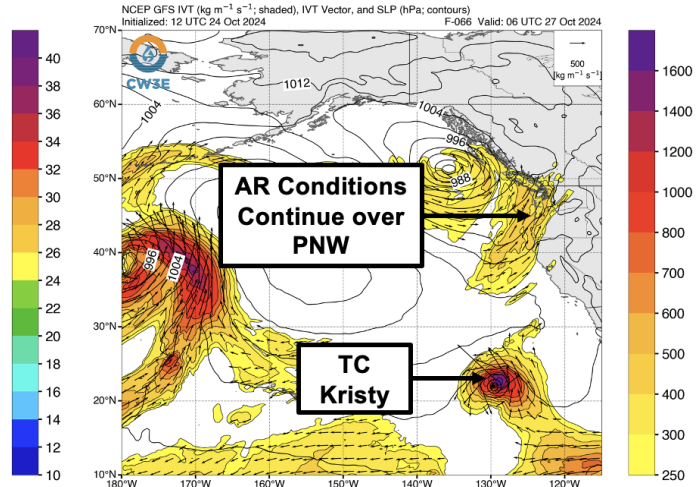 NCEP GFS IVT (kg m⁻¹ s⁻¹; shaded), IVT Vector, and SLP (hPa; contours)
Initialized: 12 UTC 24 Oct 2024 F-066 Valid: 06 UTC 27 Oct 2024
CW3E
500
[kg m⁻¹ s⁻¹]
70°N
60°N
50°N
40°N
30°N
20°N
10°N
180°W
170°W
160°W
150°W
140°W
130°W
120°W
1012
1004
1004
996
988
996
1004
AR Conditions
Continue over
PNW
TC
Kristy
40
38
36
34
32
30
28
26
24
22
20
18
16
14
12
10
1600
1400
1200
1000
800
700
600
500
400
300
250